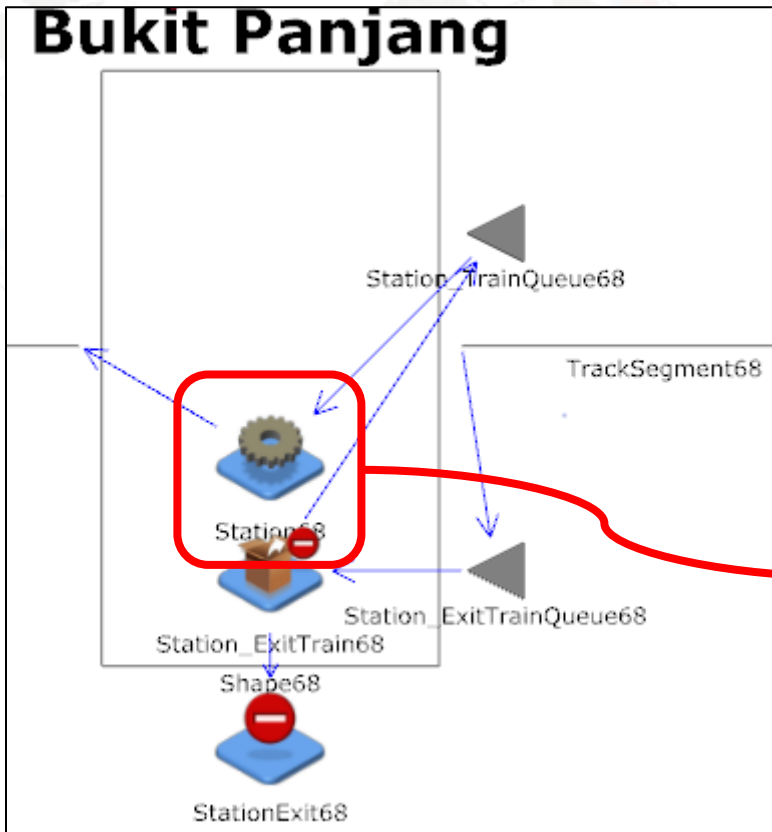 Bukit Panjang
Station_TrainQueue68
TrackSegment68
Station68
Station_ExitTrainQueue68
Station_ExitTrain68
Shape68
StationExit68